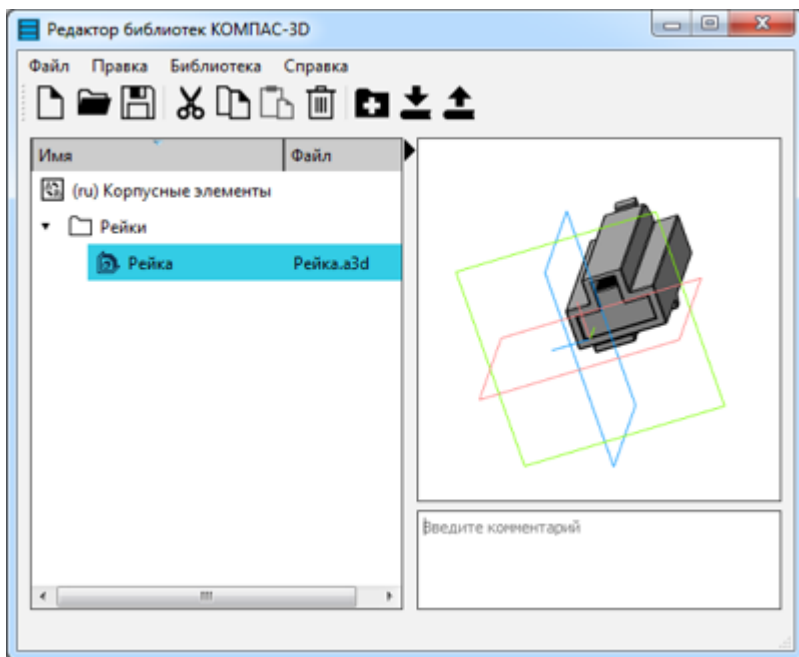 Редактор библиотек КОМПАС-3D
Файл Правка Библиотека Справка
Имя Файл
(ru) Корпусные элементы
Рейки
Рейка Рейка.a3d
Введите комментарий